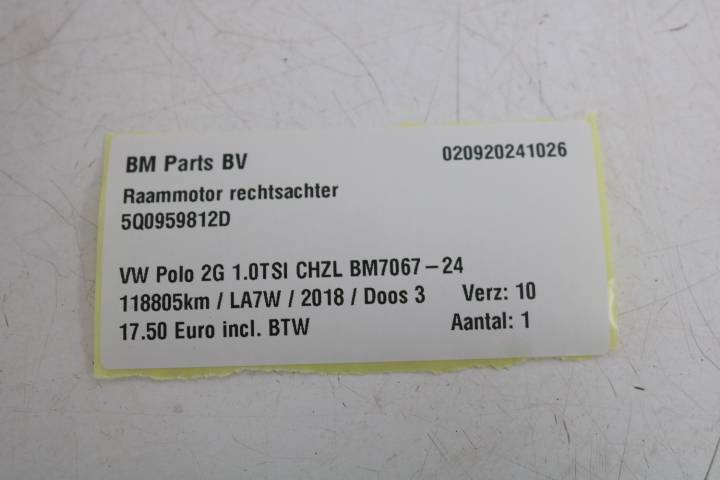 BM Parts BV 020920241026
Raammotor rechtsachter
5Q0959812D
VW Polo 2G 1.0TSI CHZL BM7067-24
118805km / LA7W / 2018 / Doos 3 Verz: 10
17.50 Euro incl. BTW Aantal: 1